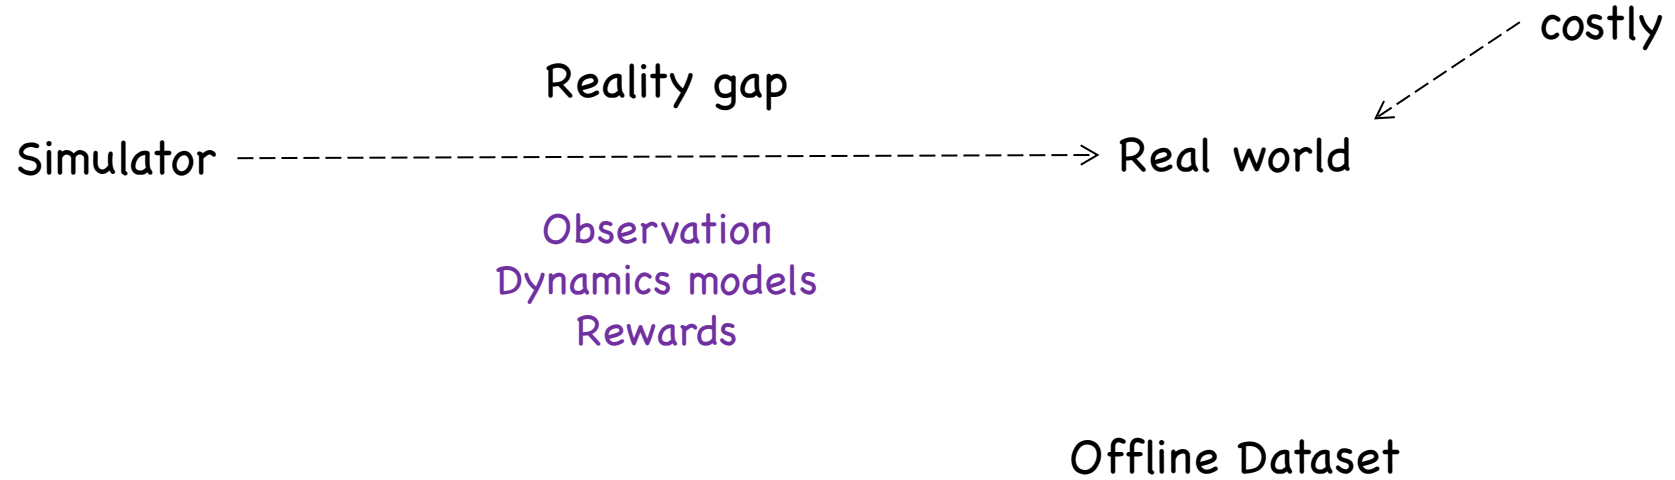 costly
Reality gap
Simulator
Real world
Observation
Dynamics models
Rewards
Offline Dataset